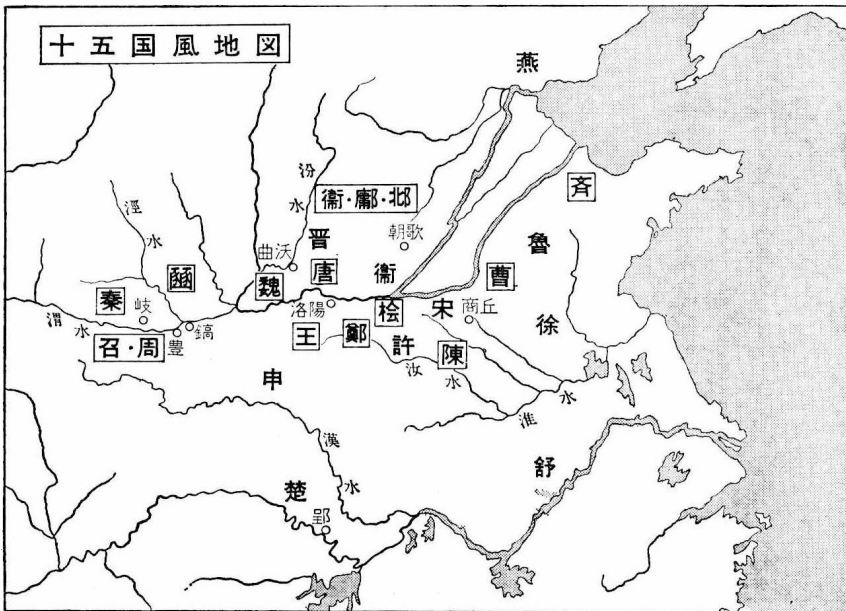 十五国風地図
燕
汾水
衞・鄘・邶
斉
涇水
朝歌
魯
晋
曲沃
豳
唐
衞
曹
魏
秦
岐
洛陽
桧
宋
商丘
徐
渭水
鎬
王
鄭
許
召・周
豊
陳
汝水
申
淮水
漢水
舒
楚
郢